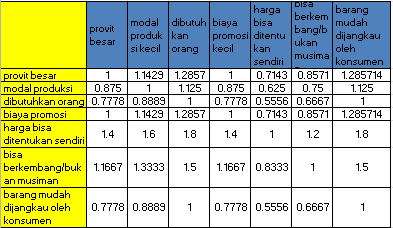 provit besar modal produksi kecil dibutuhkan orang biaya promosi kecil harga bisa ditentukan sendiri bisa berkembang/bukan musiman barang mudah dijangkau oleh konsumen
provit besar 1 1.1429 1.2857 1 0.7143 0.8571 1.285714
modal produksi 0.875 1 1.125 0.875 0.625 0.75 1.125
dibutuhkan orang 0.7778 0.8889 1 0.7778 0.5556 0.6667 1
biaya promosi 1 1.1429 1.2857 1 0.7143 0.8571 1.285714
harga bisa
ditentukan sendiri 1.4 1.6 1.8 1.4 1 1.2 1.8
bisa
berkembang/buk
an musiman 1.1667 1.3333 1.5 1.1667 0.8333 1 1.5
barang mudah
dijangkau oleh
konsumen 0.7778 0.8889 1 0.7778 0.5556 0.6667 1